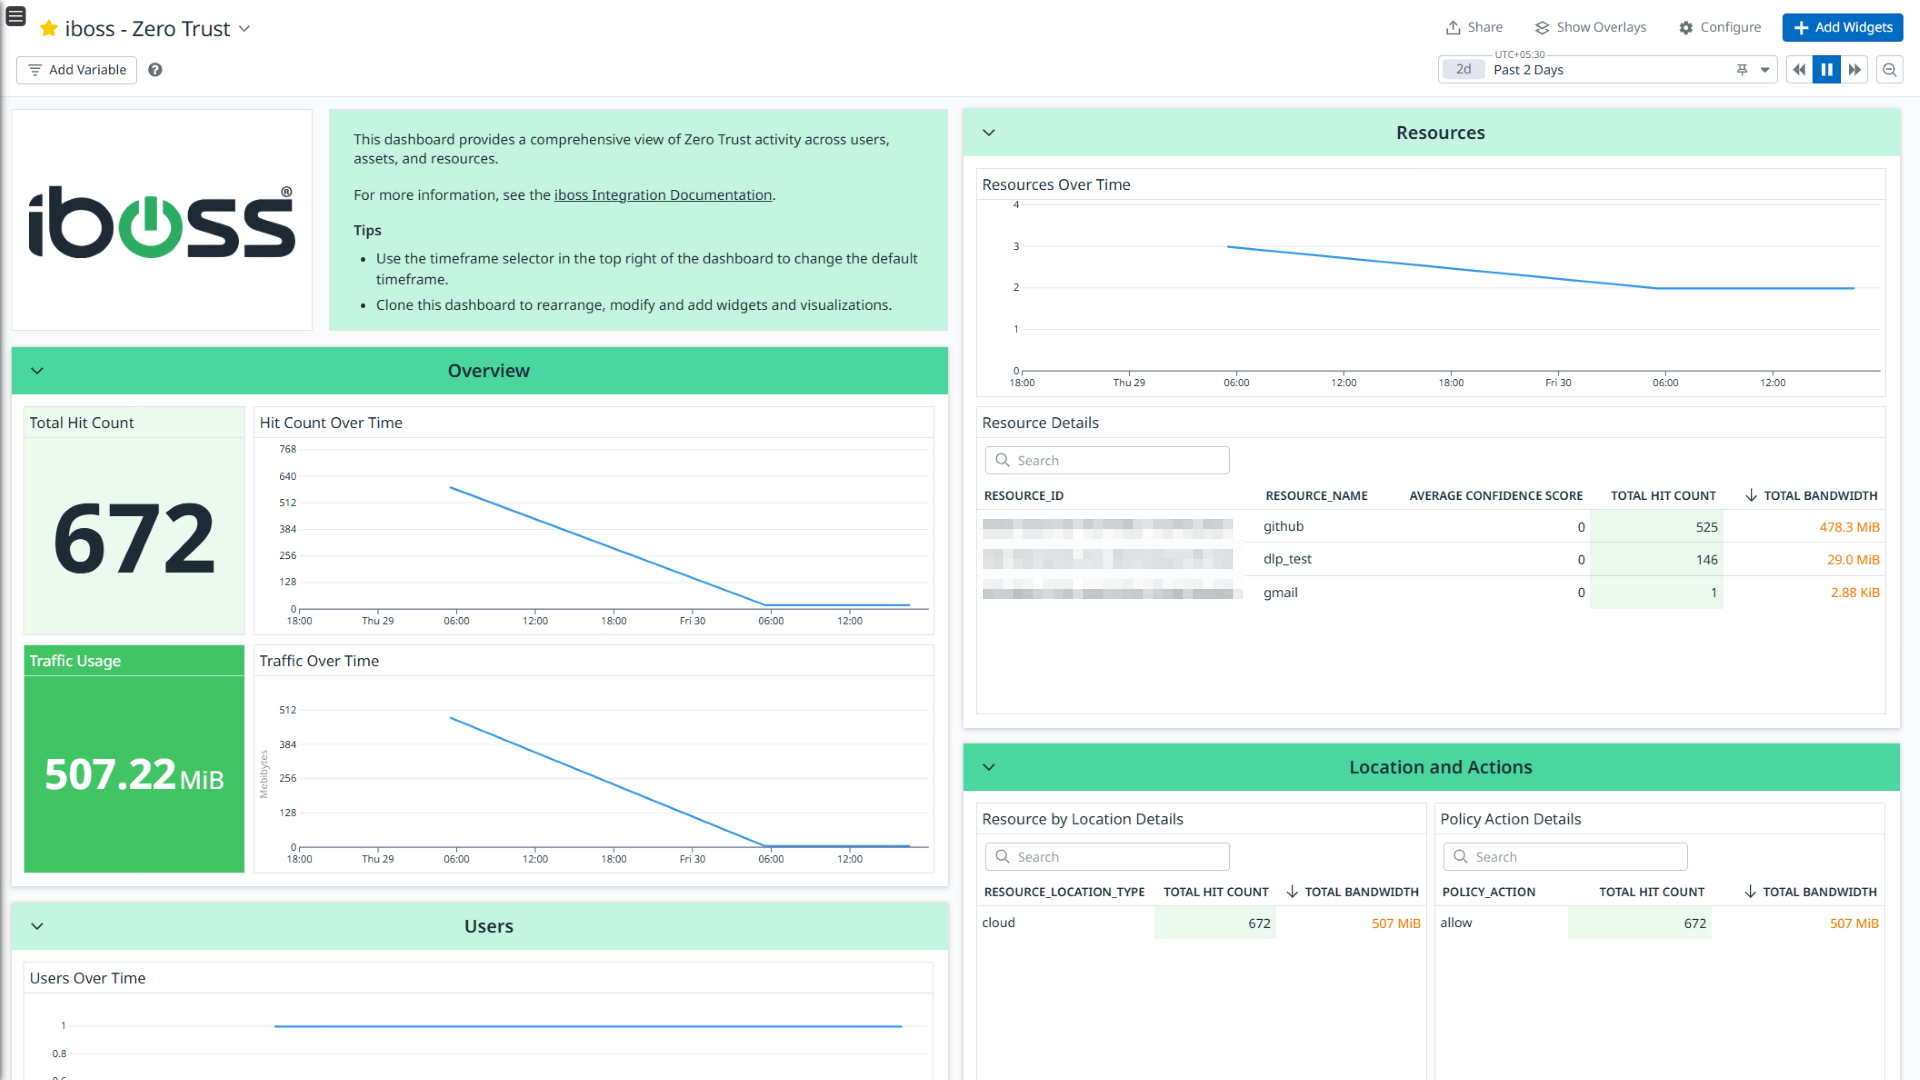 iboss - Zero Trust
Share
Show Overlays
Configure
Add Widgets
Add Variable
UTC+05:30
2d
Past 2 Days
iboss®
This dashboard provides a comprehensive view of Zero Trust activity across users,
assets, and resources.
For more information, see the iboss Integration Documentation.
Tips
• Use the timeframe selector in the top right of the dashboard to change the default
timeframe.
• Clone this dashboard to rearrange, modify and add widgets and visualizations.
Overview
Total Hit Count
672
Hit Count Over Time
768
640
512
384
256
128
0
18:00 Thu 29 06:00 12:00 18:00 Fri 30 06:00 12:00
Traffic Usage
507.22 MiB
Traffic Over Time
Mebibytes
512
384
256
128
0
18:00 Thu 29 06:00 12:00 18:00 Fri 30 06:00 12:00
Users
Users Over Time
1
0.8
Resources
Resources Over Time
4
3
2
1
0
18:00 Thu 29 06:00 12:00 18:00 Fri 30 06:00 12:00
Resource Details
Search
RESOURCE_ID RESOURCE_NAME AVERAGE CONFIDENCE SCORE TOTAL HIT COUNT TOTAL BANDWIDTH
github 0 525 478.3 MiB
dlp_test 0 146 29.0 MiB
gmail 0 1 2.88 KiB
Location and Actions
Resource by Location Details
Search
RESOURCE_LOCATION_TYPE TOTAL HIT COUNT TOTAL BANDWIDTH
cloud 672 507 MiB
Policy Action Details
Search
POLICY_ACTION TOTAL HIT COUNT TOTAL BANDWIDTH
allow 672 507 MiB